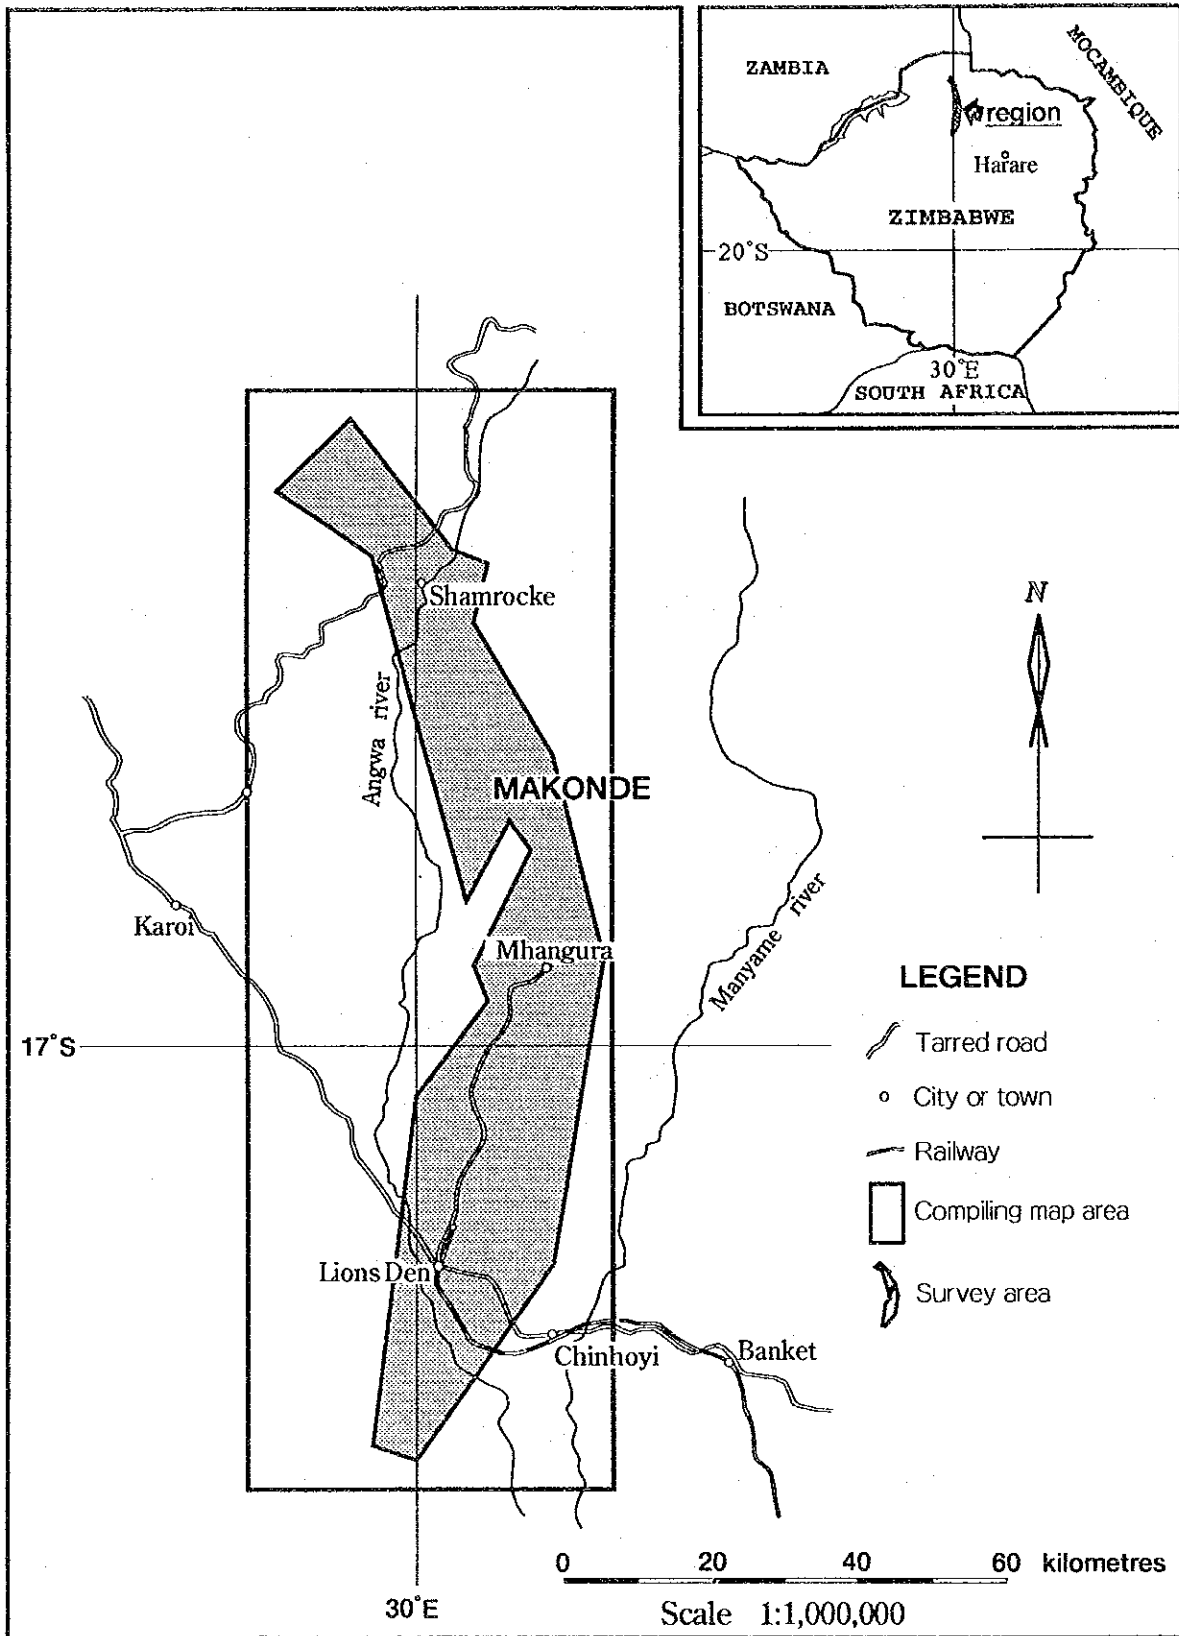 ZAMBIA
MOCAMBIQUE
region
Harare
ZIMBABWE
20°S
BOTSWANA
30°E
SOUTH AFRICA
Shamrocke
N
Angwa river
MAKONDE
Karoi
Mhangura
Manyame river
LEGEND
17°S
Tarred road
City or town
Railway
Compiling map area
Lions Den
Survey area
Chinhoyi
Banket
0 20 40 60 kilometres
30°E
Scale 1:1,000,000